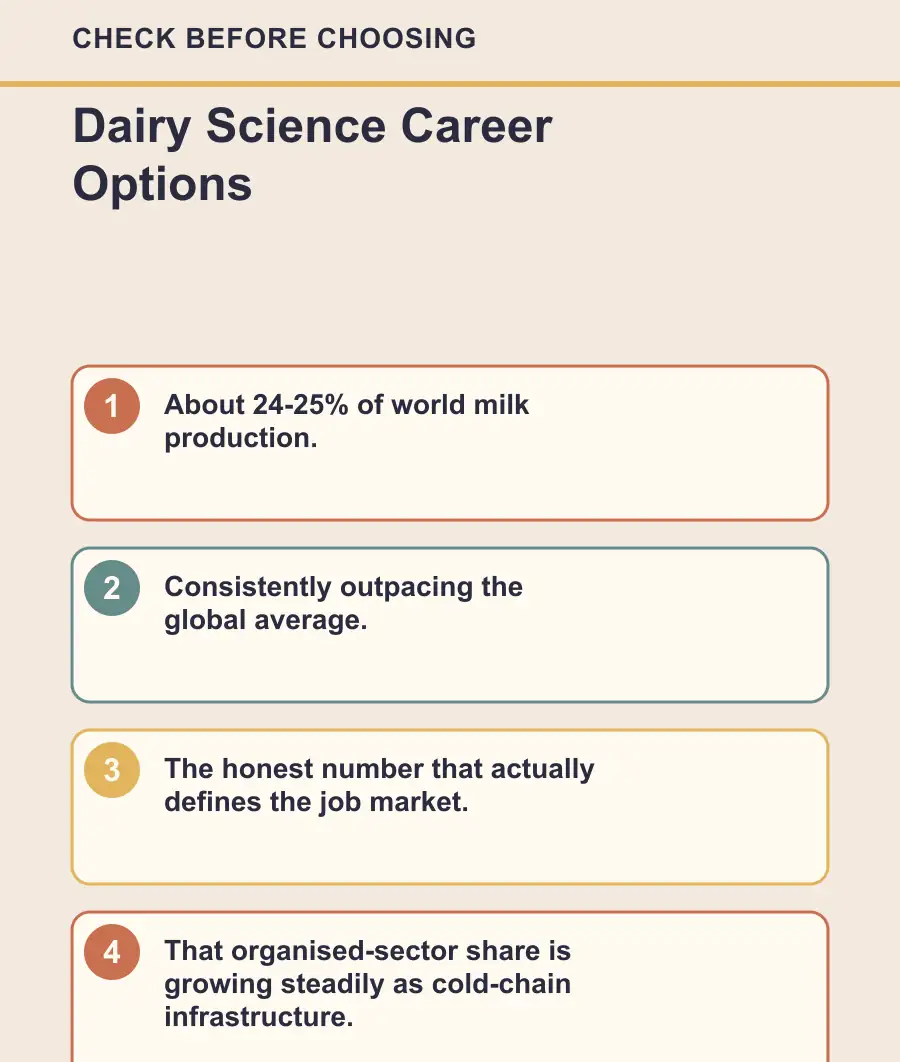 CHECK BEFORE CHOOSING
Dairy Science Career
Options
1
About 24-25% of world milk
production.
2
Consistently outpacing the
global average.
3
The honest number that actually
defines the job market.
4
That organised-sector share is
growing steadily as cold-chain
infrastructure.